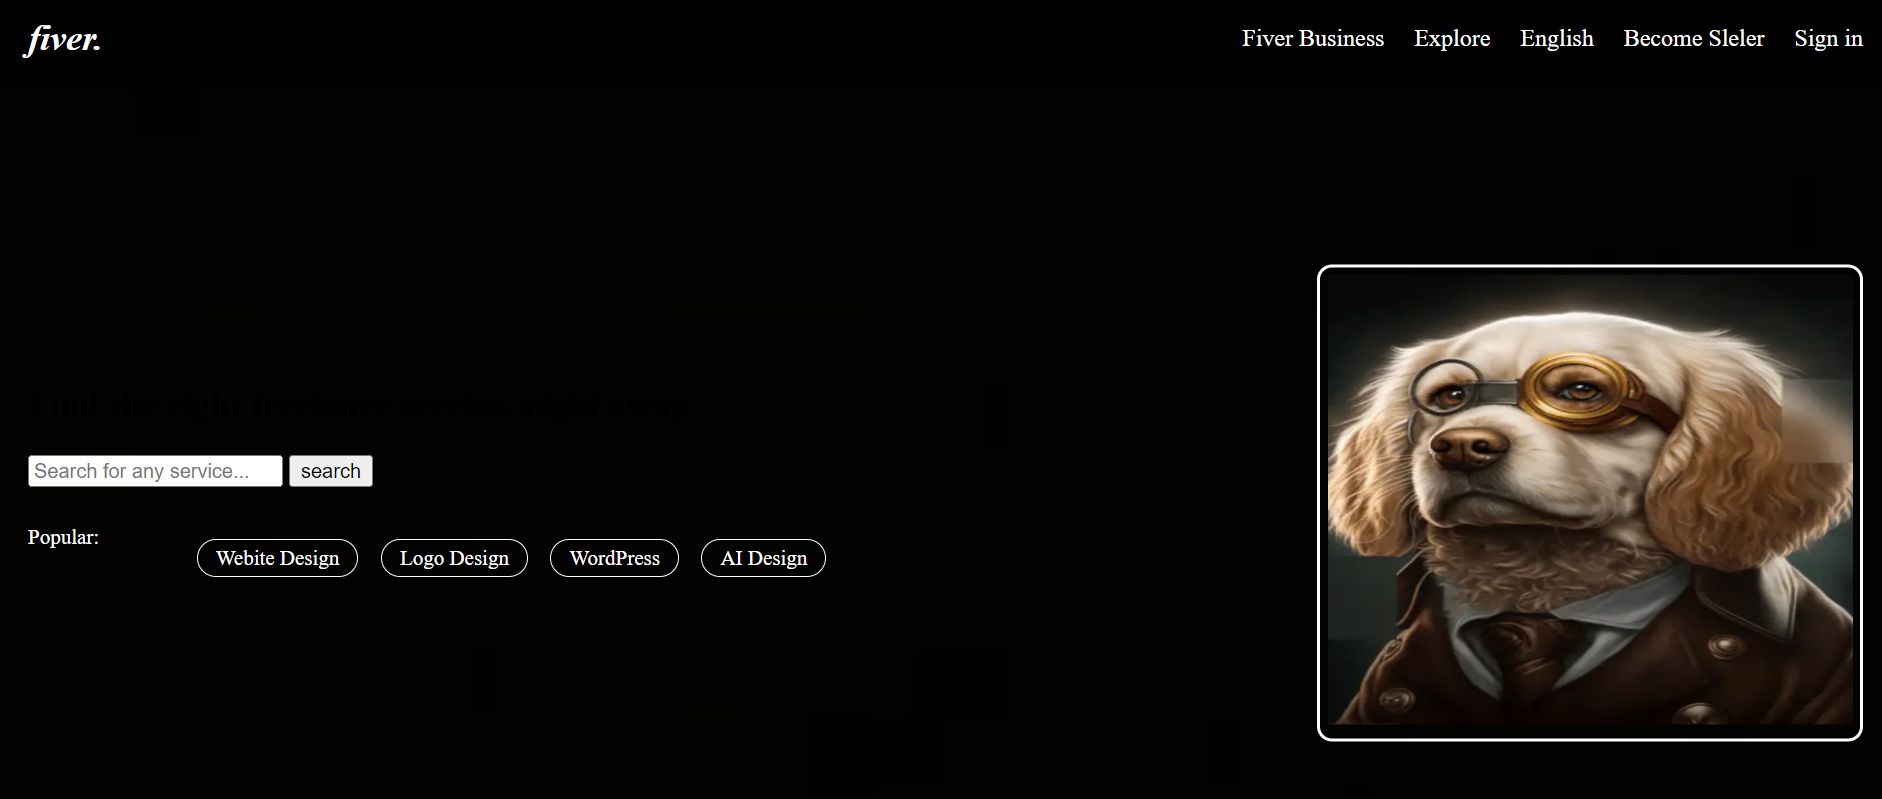 fiver.
Fiver Business Explore English Become Sleler Sign in
Find the right freelance service, right away
Search for any service... search
Popular:
Webite Design Logo Design WordPress AI Design